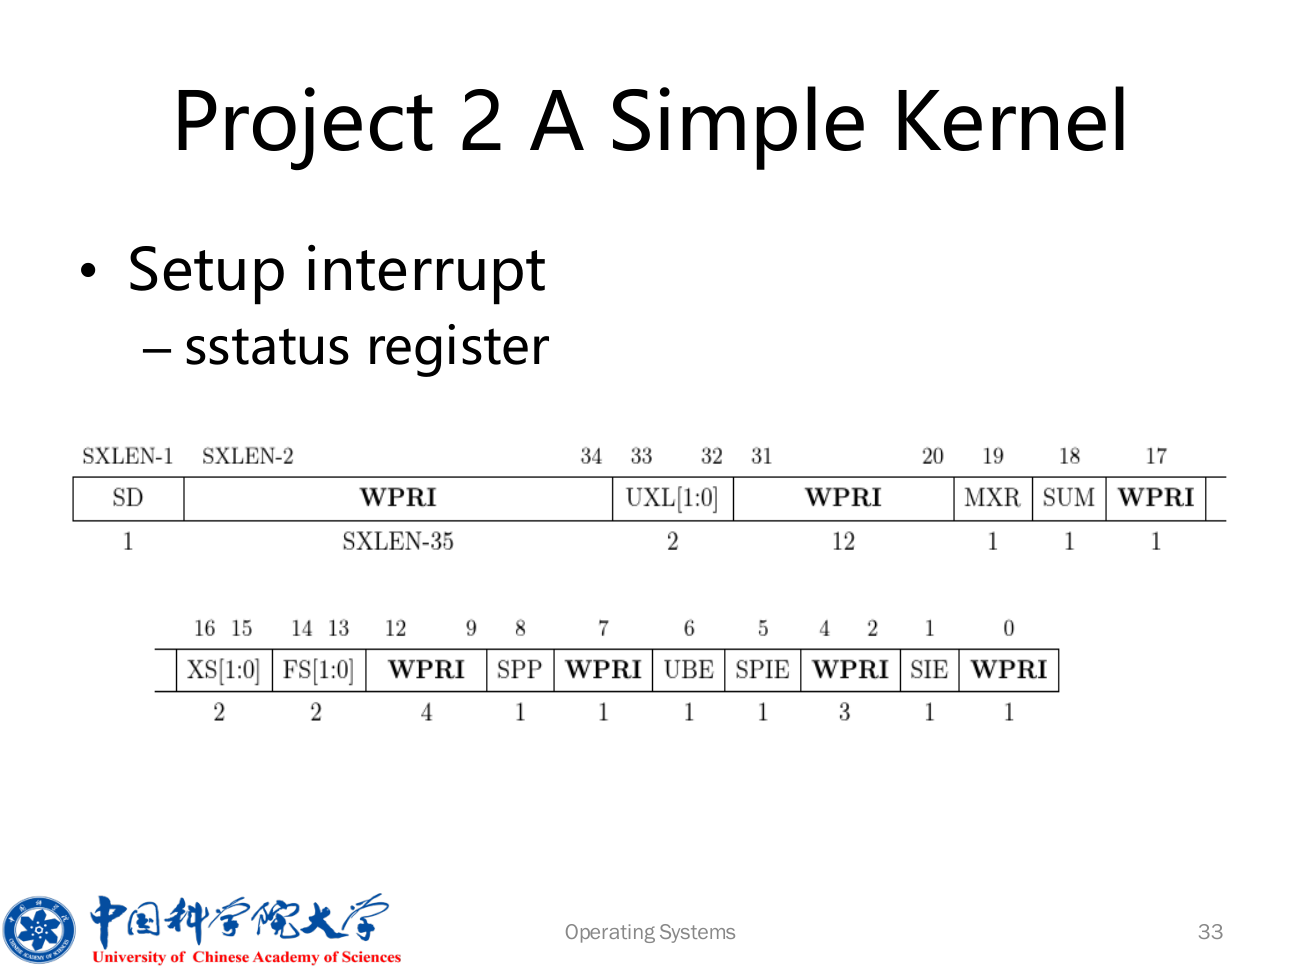 Project 2 A Simple Kernel
• Setup interrupt
– sstatus register
SXLEN-1 SXLEN-2 34 33 32 31 20 19 18 17
SD WPRI UXL[1:0] WPRI MXR SUM WPRI
1 SXLEN-35 2 12 1 1 1
16 15 14 13 12 9 8 7 6 5 4 2 1 0
XS[1:0] FS[1:0] WPRI SPP WPRI UBE SPIE WPRI SIE WPRI
2 2 4 1 1 1 1 3 1 1
中国科学院大学
University of Chinese Academy of Sciences
Operating Systems
33